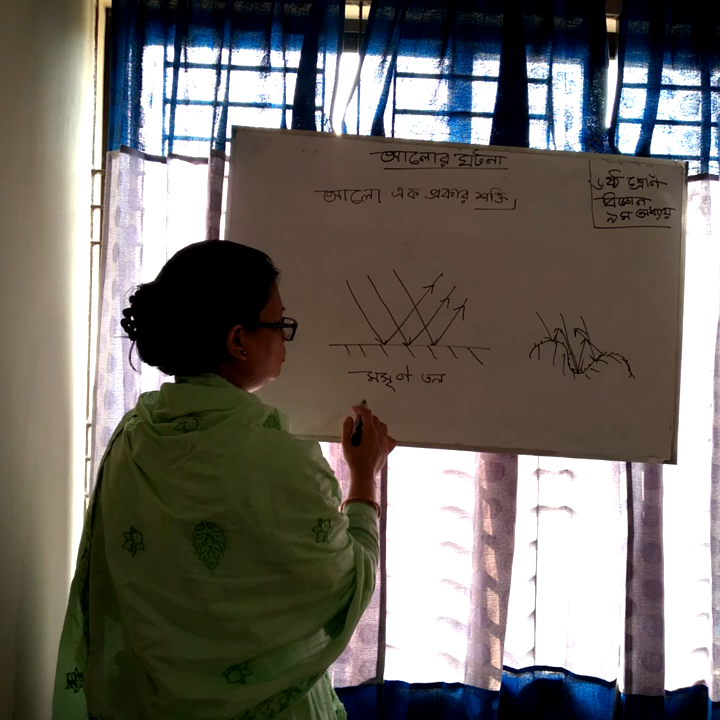 আলোর ঘটনা
আলো এক প্রকার শক্তি।
৬ষ্ঠ শ্রেণি
বিজ্ঞান
৯ম অধ্যায়
মসৃণ তল